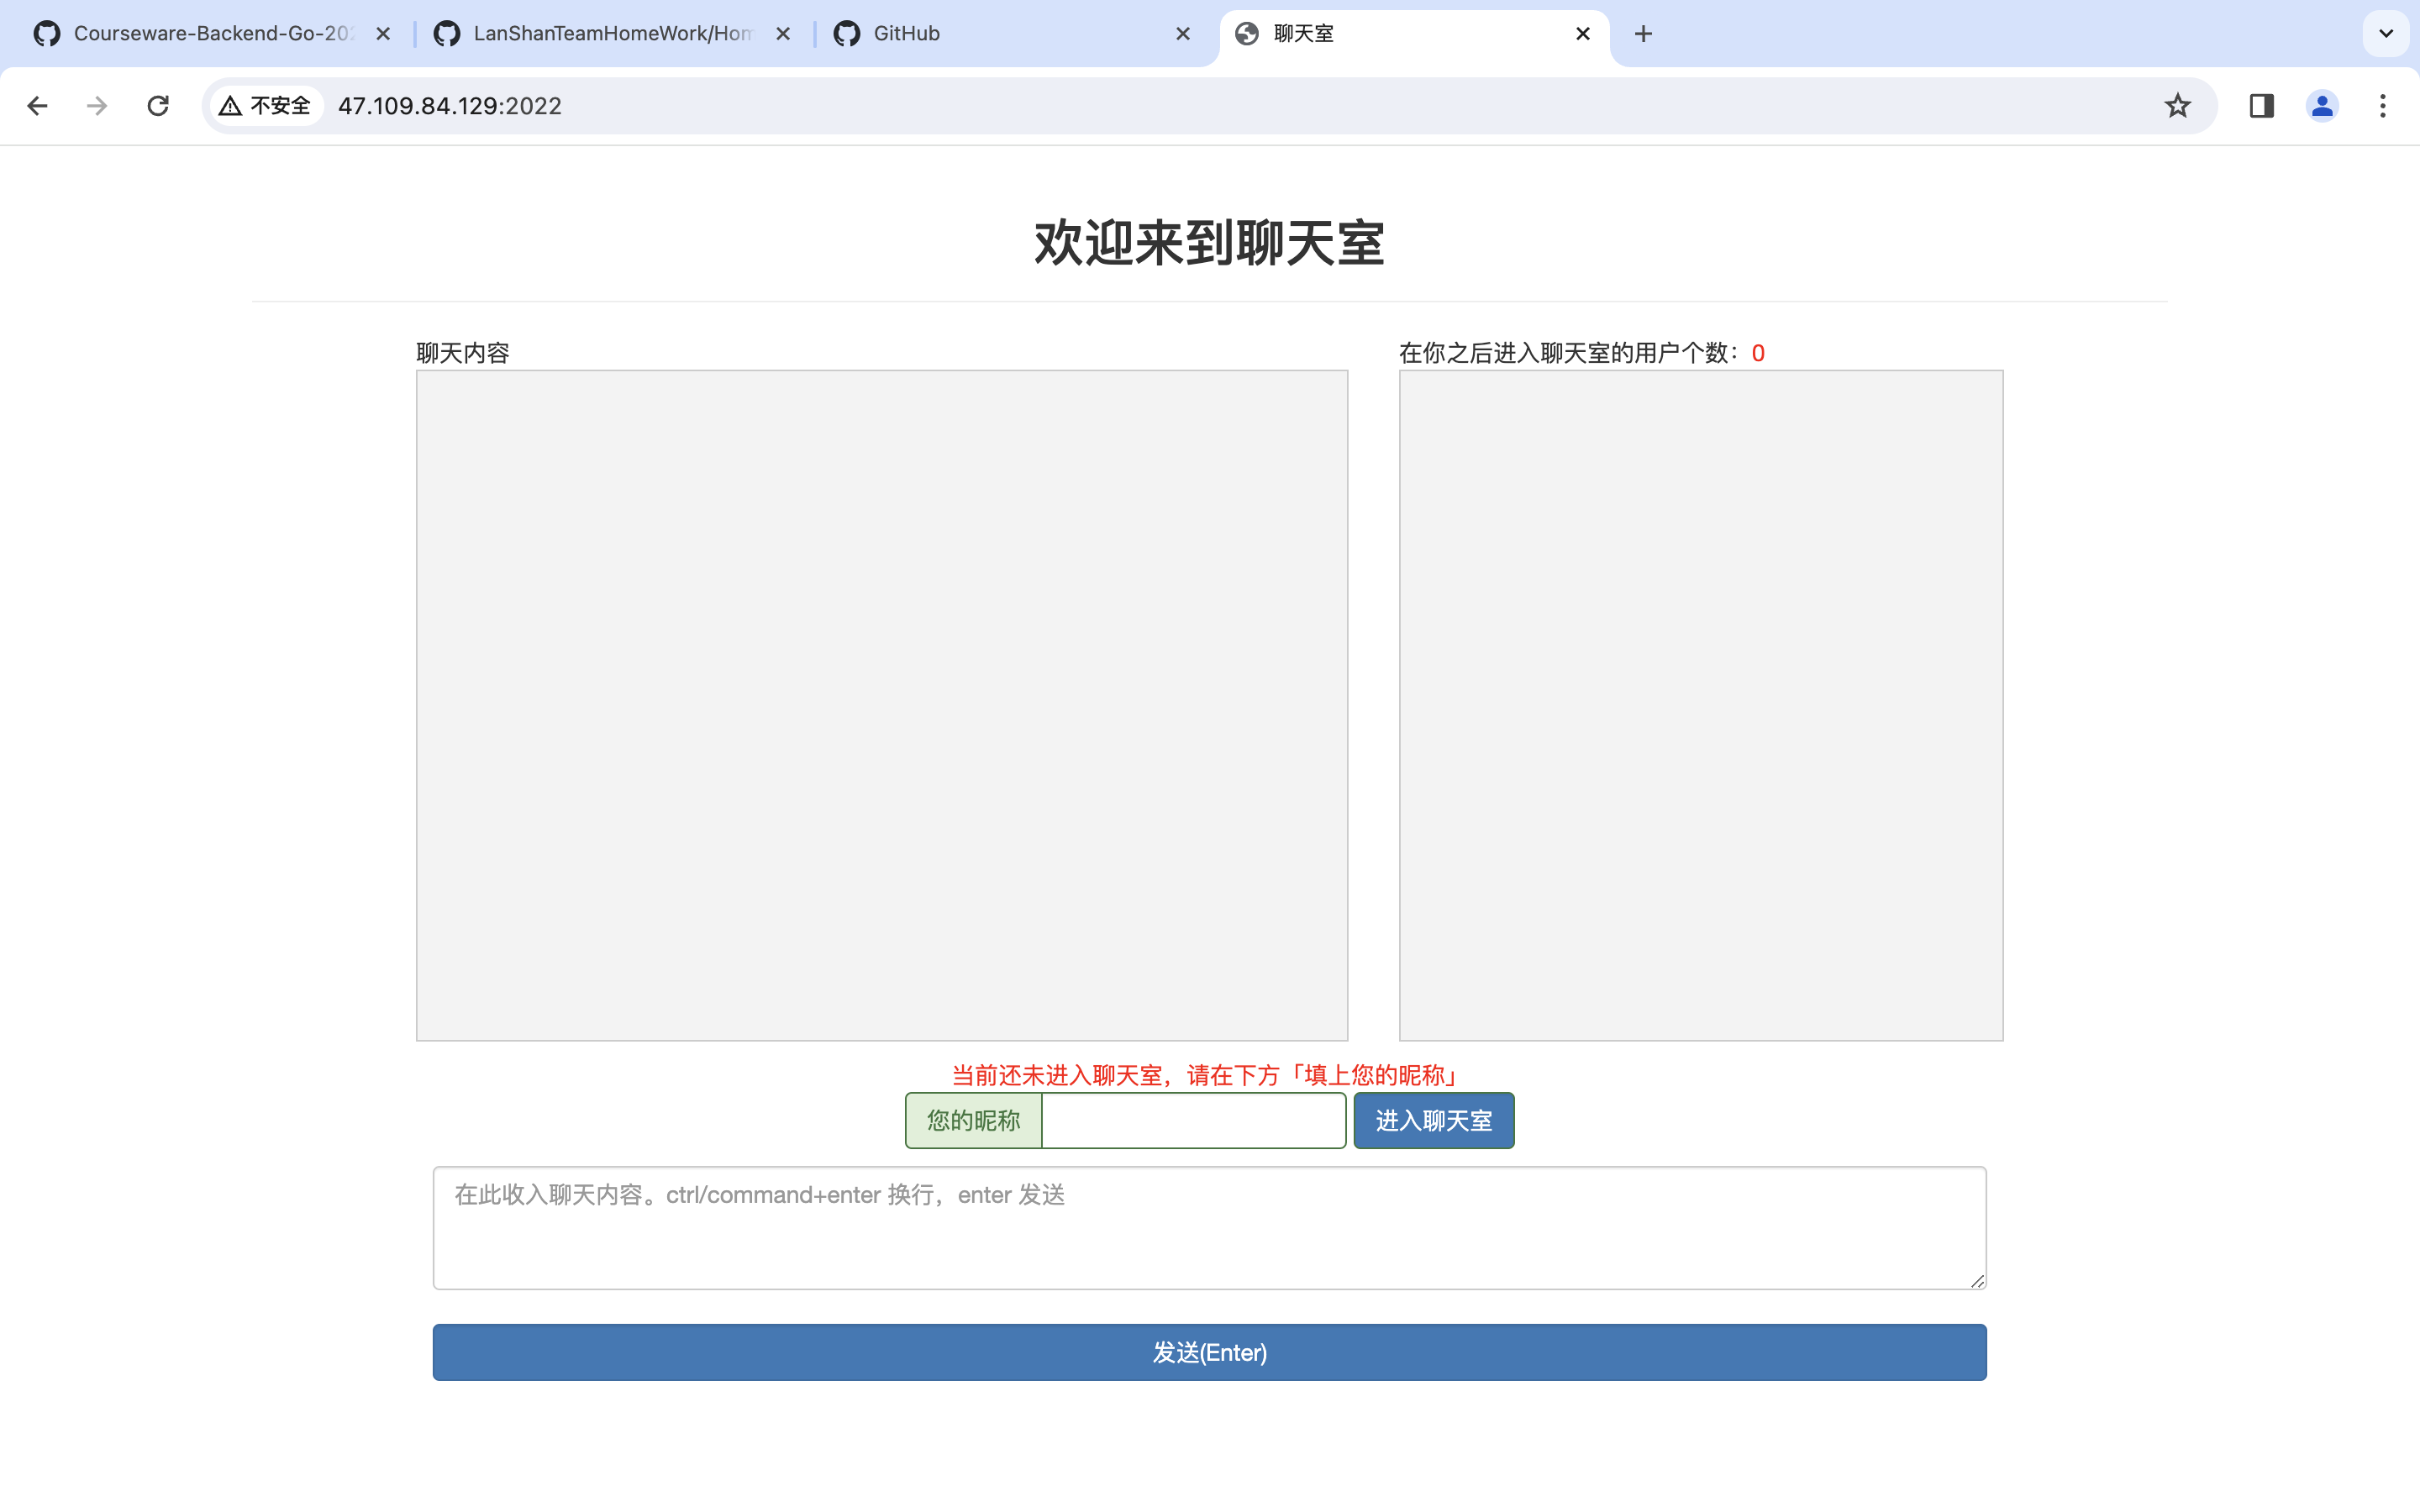 Courseware-Backend-Go-20
LanShanTeamHomeWork/Hom
GitHub
聊天室
不安全
47.109.84.129:2022
欢迎来到聊天室
聊天内容
在你之后进入聊天室的用户个数：0
当前还未进入聊天室，请在下方「填上您的昵称」
您的昵称
进入聊天室
在此收入聊天内容。ctrl/command+enter 换行，enter 发送
发送(Enter)